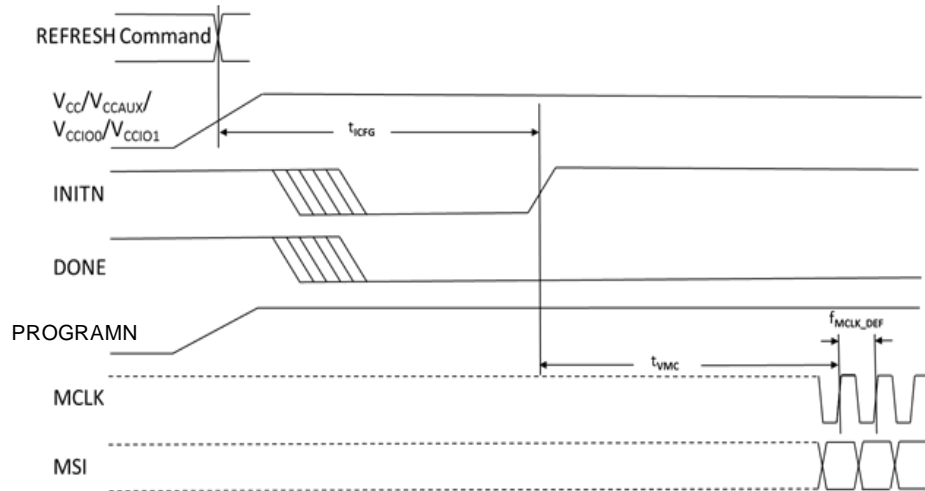 REFRESH Command
VCC/VCCAUX/
VCCIO0/VCCIO1
tICFG
INITN
DONE
PROGRAMN
fMCLK_DEF
tVMC
MCLK
MSI